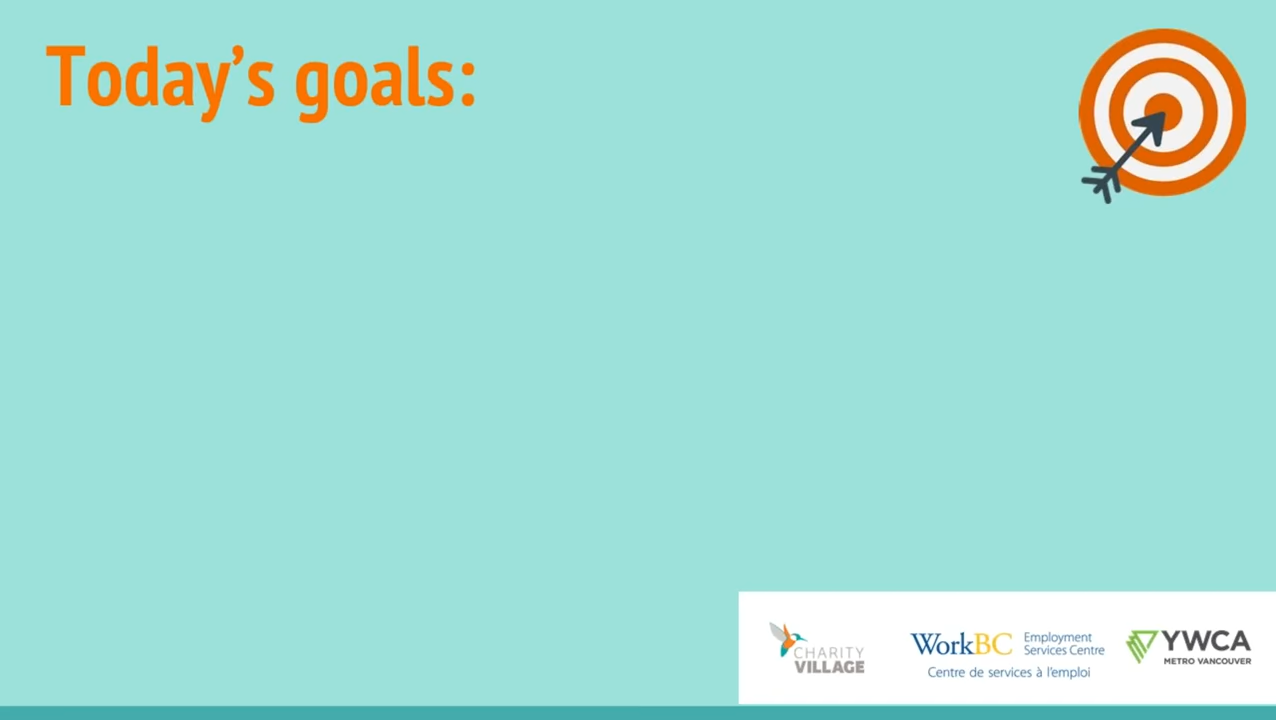 Today's goals:
CHARITY
VILLAGE
WorkBC Employment
Services Centre
Centre de services à l'emploi
YWCA
METRO VANCOUVER